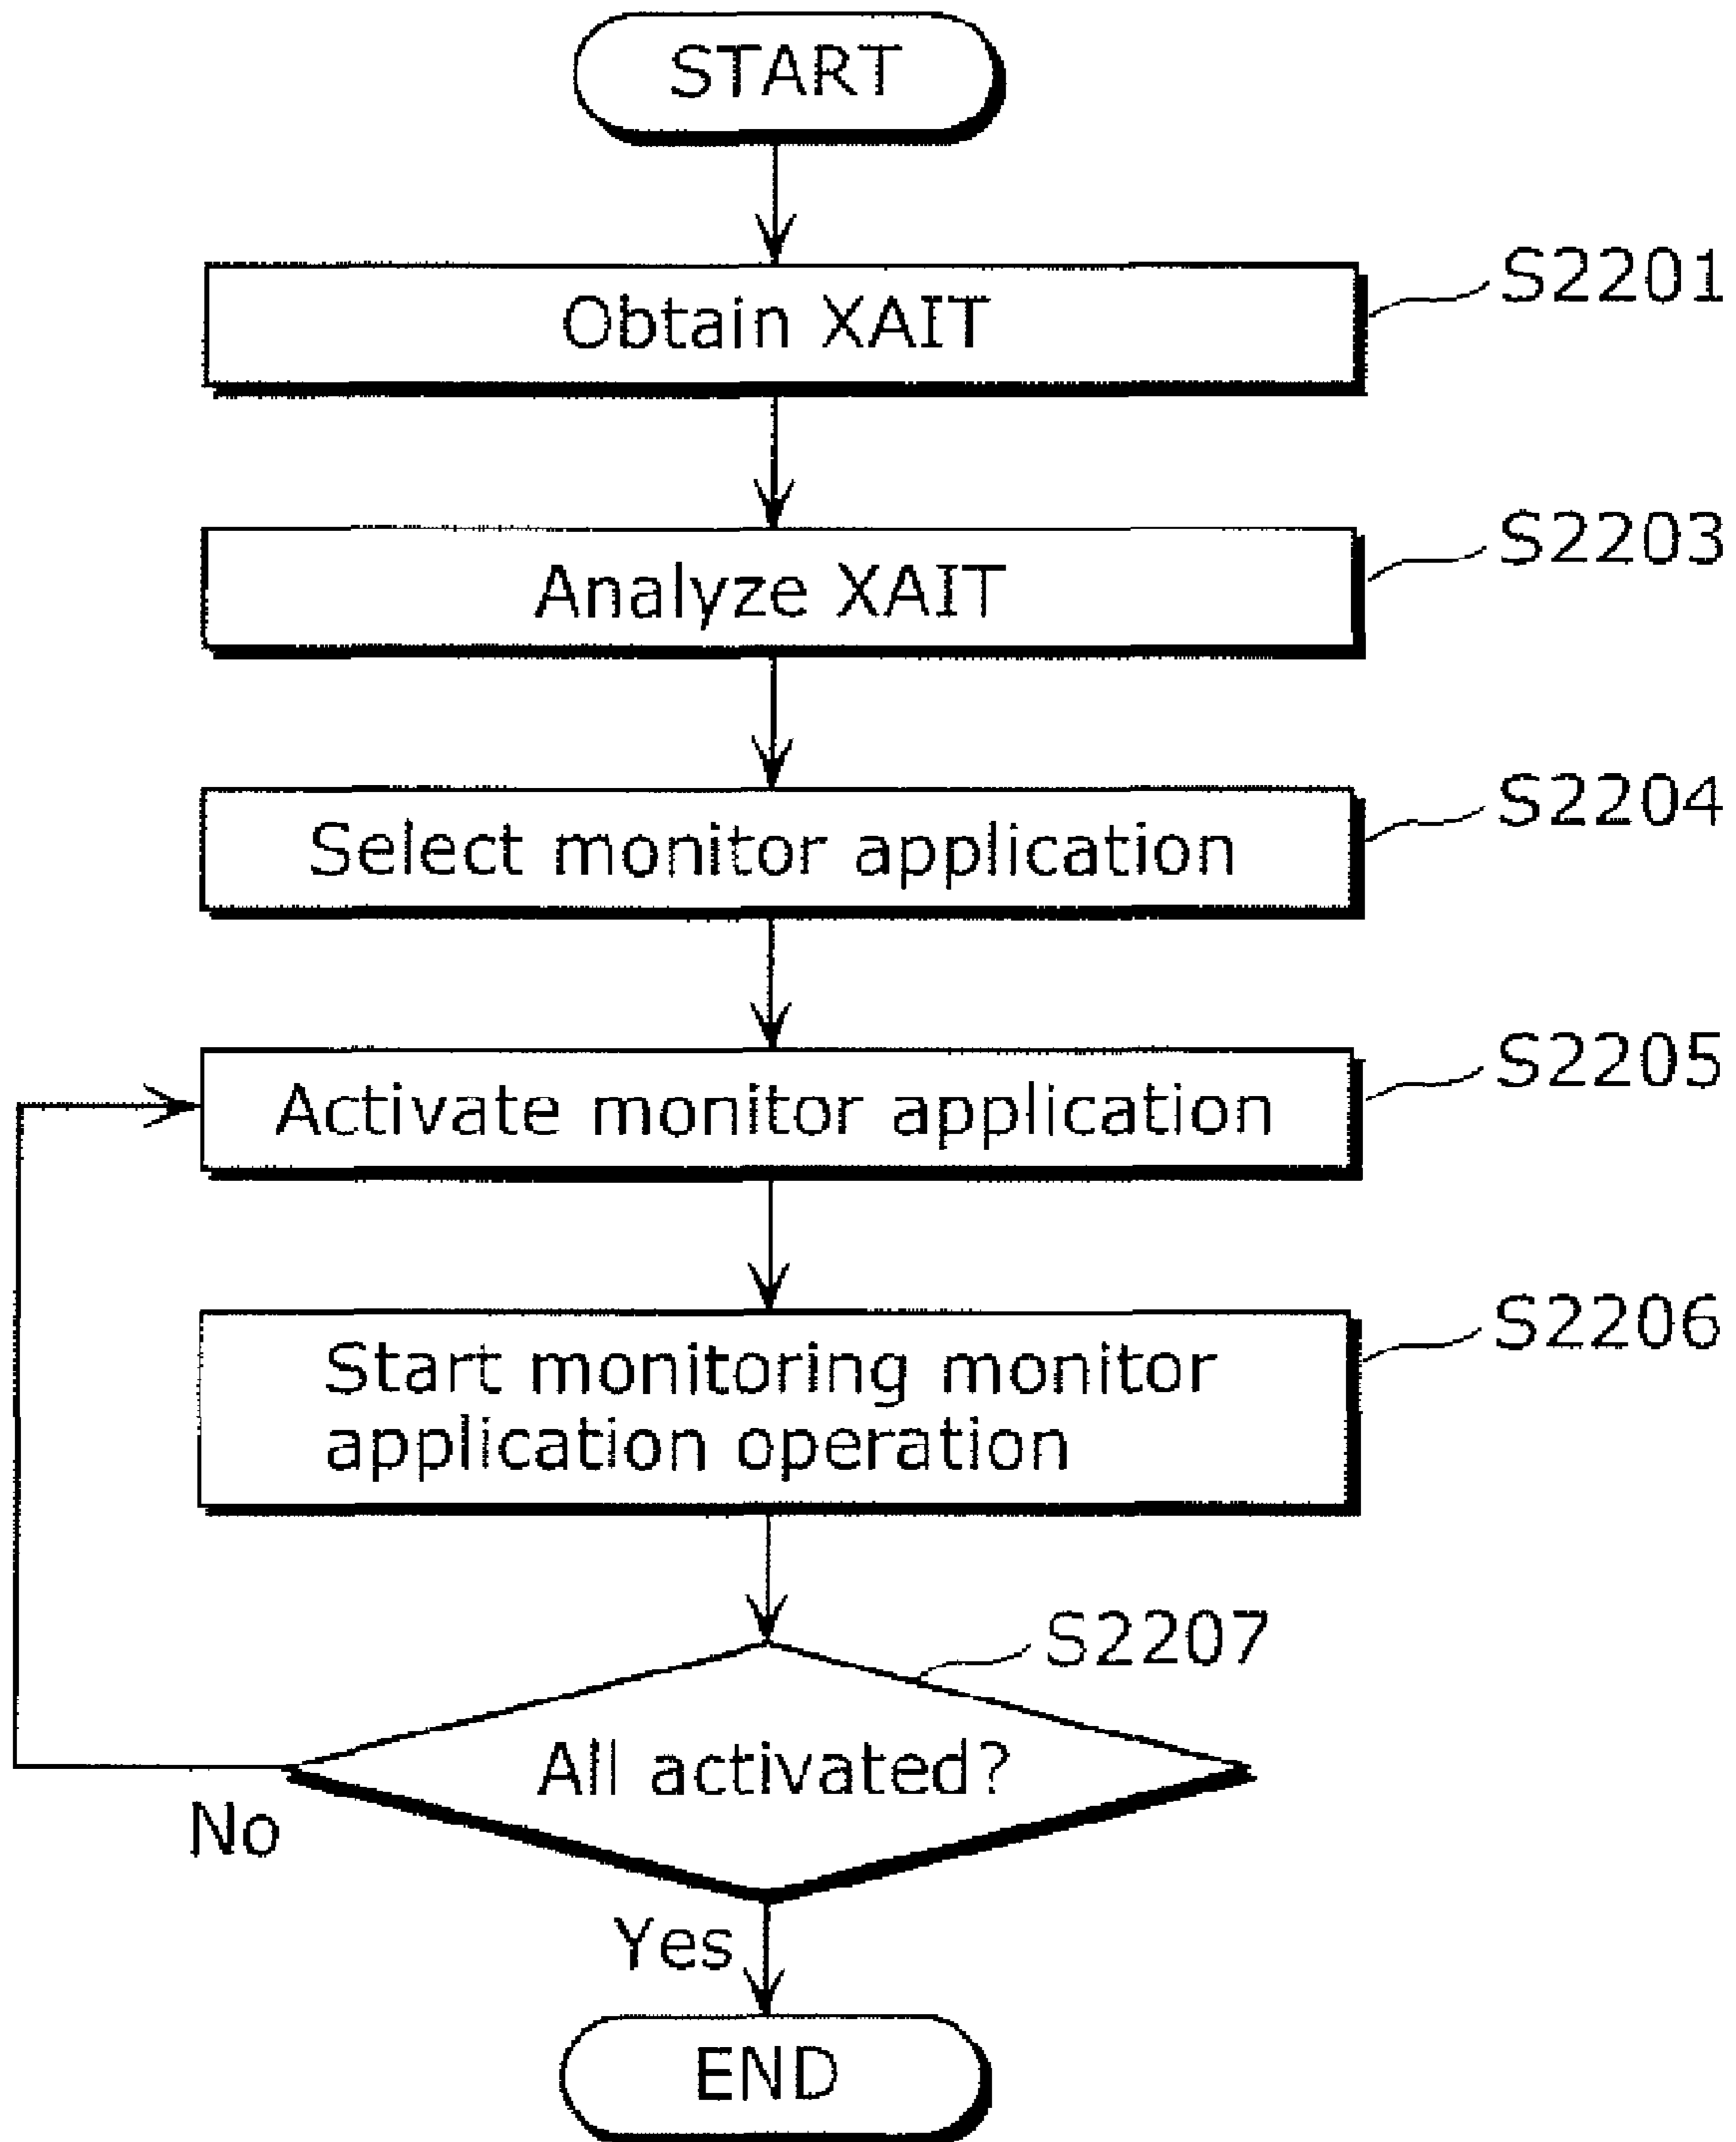 START
Obtain XAIT
S2201
Analyze XAIT
S2203
Select monitor application
S2204
Activate monitor application
S2205
Start monitoring monitor
application operation
S2206
S2207
All activated?
No
Yes
END